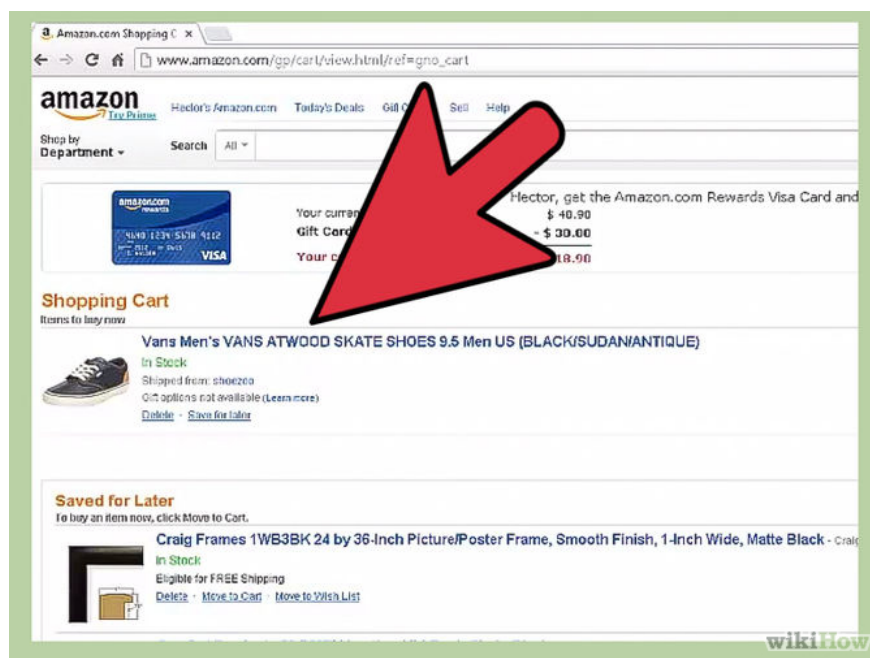 Amazon.com Shopping C
www.amazon.com/gp/cart/view.html/ref=gno_cart
amazon
Try Prime
Hector's Amazon.com Today's Deals Gift Sell Help
Shop by
Department
Search All
Hector, get the Amazon.com Rewards Visa Card and
amazon.com
rewards
VISA
Your curren $ 40.90
Gift Card - $ 30.00
Your c 18.90
Shopping Cart
Items to buy now
Vans Men's VANS ATWOOD SKATE SHOES 9.5 Men US (BLACK/SUDAN/ANTIQUE)
In Stock
Shipped from: shoezoo
Gift options not available (Learn more)
Delete - Save for later
Saved for Later
To buy an item now, click Move to Cart.
Craig Frames 1WB3BK 24 by 36-Inch Picture/Poster Frame, Smooth Finish, 1-Inch Wide, Matte Black - Craig
In Stock
Eligible for FREE Shipping
Delete - Move to Cart - Move to Wish List
wikiHow